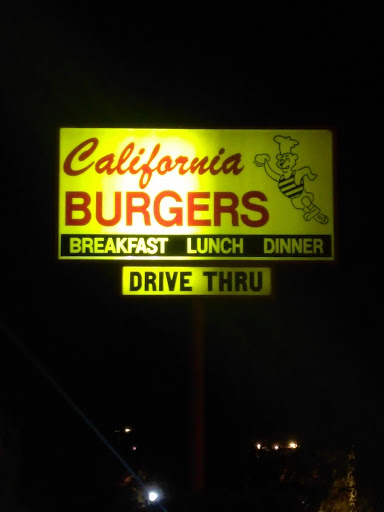 California
BURGERS
BREAKFAST LUNCH DINNER
DRIVE THRU